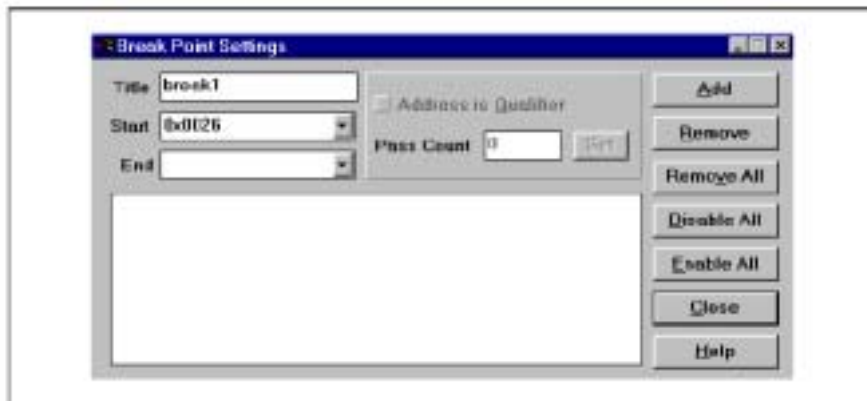 Break Point Settings
Title break1
Start 0x0026
End
Address is Qualifier
Pass Count 0
Add
Remove
Remove All
Disable All
Enable All
Close
Help